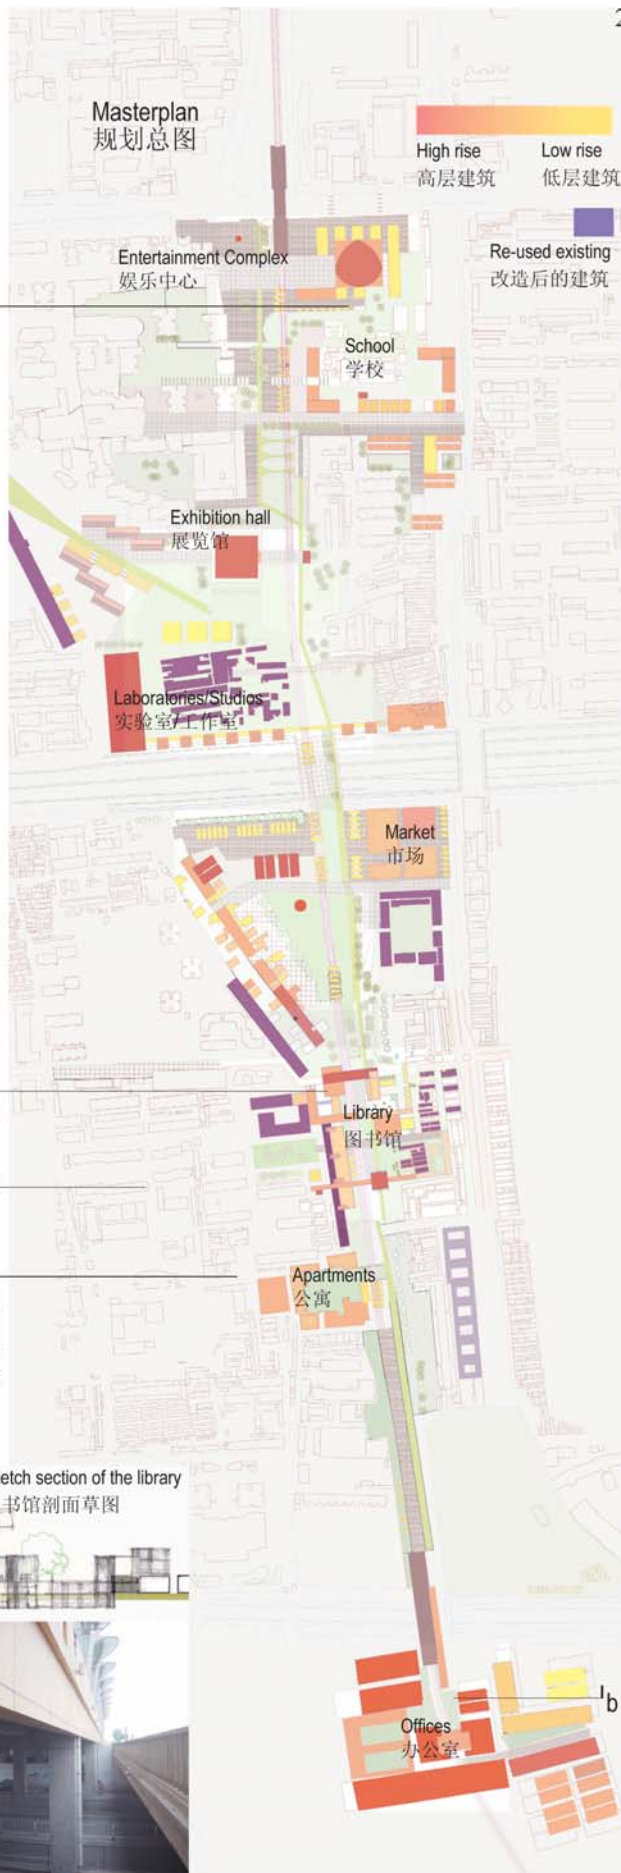 2
Masterplan
规划总图
High rise
高层建筑
Low rise
低层建筑
Re-used existing
改造后的建筑
Entertainment Complex
娱乐中心
School
学校
Exhibition hall
展览馆
Laboratories/Studios
实验室/工作室
Market
市场
Library
图书馆
Apartments
公寓
etch section of the library
书馆剖面草图
Offices
办公室
b